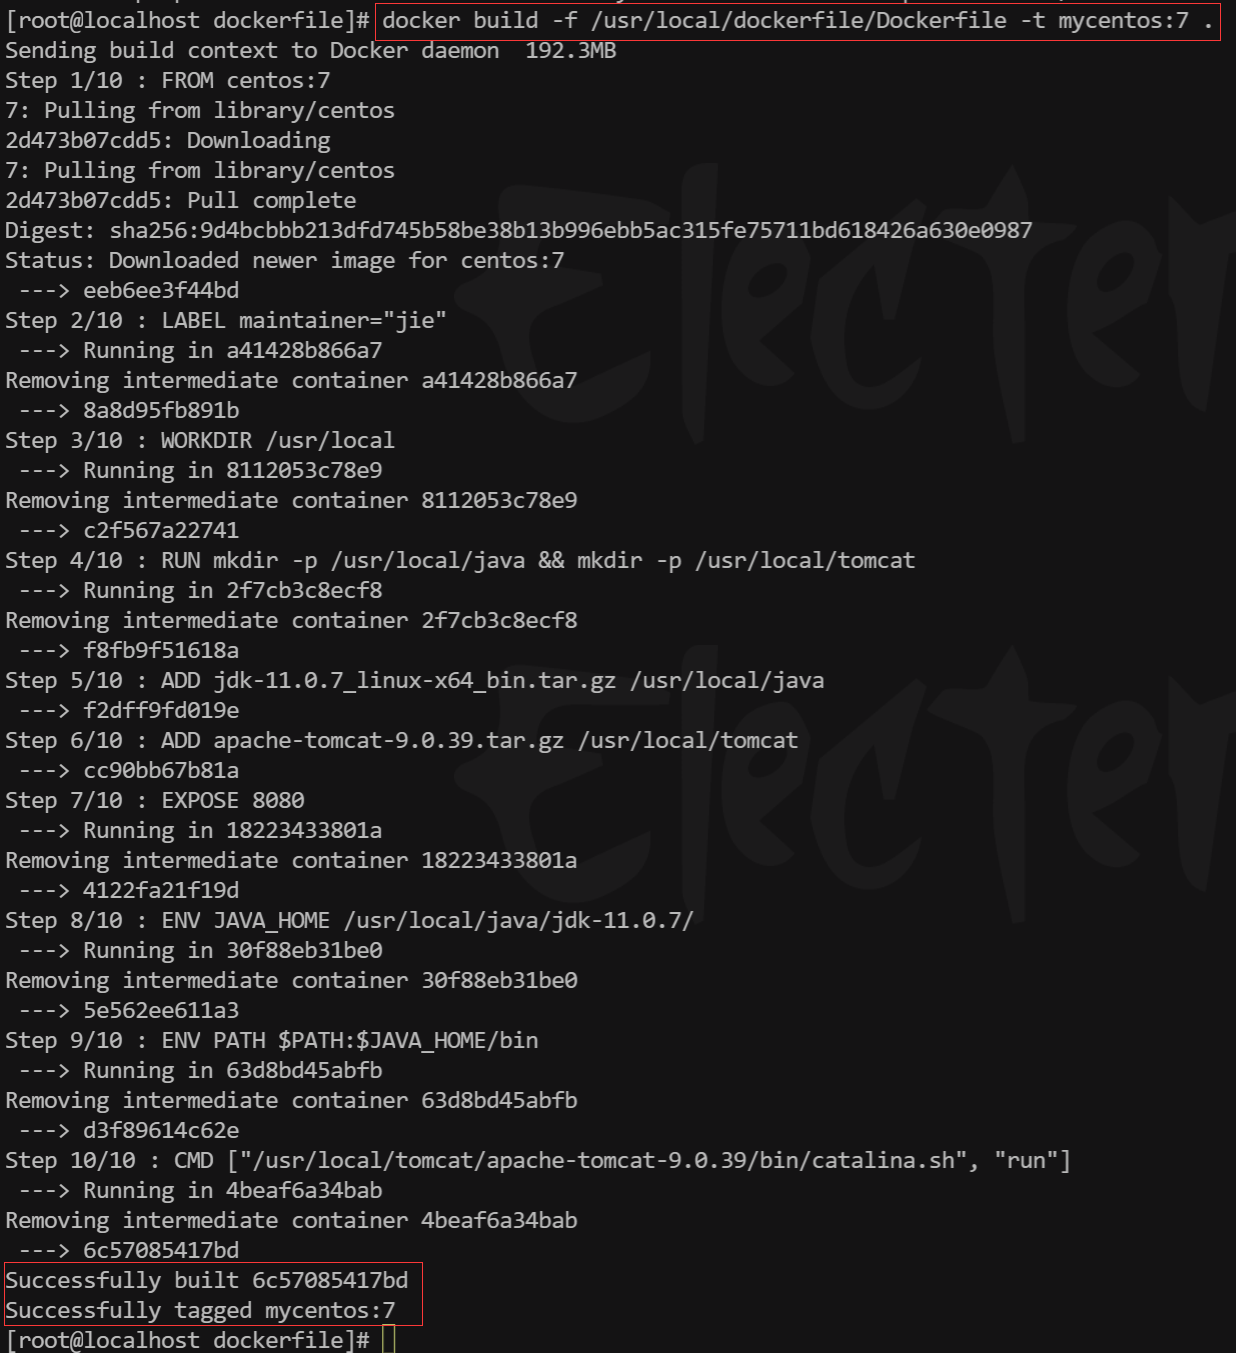 [root@localhost dockerfile]# docker build -f /usr/local/dockerfile/Dockerfile -t mycentos:7 .
Sending build context to Docker daemon  192.3MB
Step 1/10 : FROM centos:7
7: Pulling from library/centos
2d473b07cdd5: Downloading
7: Pulling from library/centos
2d473b07cdd5: Pull complete
Digest: sha256:9d4bcbbb213dfd745b58be38b13b996ebb5ac315fe75711bd618426a630e0987
Status: Downloaded newer image for centos:7
 ---> eeb6ee3f44bd
Step 2/10 : LABEL maintainer="jie"
 ---> Running in a41428b866a7
Removing intermediate container a41428b866a7
 ---> 8a8d95fb891b
Step 3/10 : WORKDIR /usr/local
 ---> Running in 8112053c78e9
Removing intermediate container 8112053c78e9
 ---> c2f567a22741
Step 4/10 : RUN mkdir -p /usr/local/java && mkdir -p /usr/local/tomcat
 ---> Running in 2f7cb3c8ecf8
Removing intermediate container 2f7cb3c8ecf8
 ---> f8fb9f51618a
Step 5/10 : ADD jdk-11.0.7_linux-x64_bin.tar.gz /usr/local/java
 ---> f2dff9fd019e
Step 6/10 : ADD apache-tomcat-9.0.39.tar.gz /usr/local/tomcat
 ---> cc90bb67b81a
Step 7/10 : EXPOSE 8080
 ---> Running in 18223433801a
Removing intermediate container 18223433801a
 ---> 4122fa21f19d
Step 8/10 : ENV JAVA_HOME /usr/local/java/jdk-11.0.7/
 ---> Running in 30f88eb31be0
Removing intermediate container 30f88eb31be0
 ---> 5e562ee611a3
Step 9/10 : ENV PATH $PATH:$JAVA_HOME/bin
 ---> Running in 63d8bd45abfb
Removing intermediate container 63d8bd45abfb
 ---> d3f89614c62e
Step 10/10 : CMD ["/usr/local/tomcat/apache-tomcat-9.0.39/bin/catalina.sh", "run"]
 ---> Running in 4beaf6a34bab
Removing intermediate container 4beaf6a34bab
 ---> 6c57085417bd
Successfully built 6c57085417bd
Successfully tagged mycentos:7
[root@localhost dockerfile]#
Electer
Electer